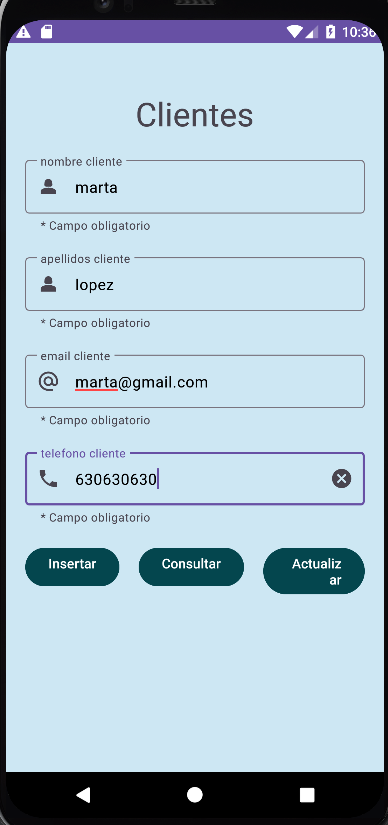 10:36
Clientes
nombre cliente
marta
* Campo obligatorio
apellidos cliente
lopez
* Campo obligatorio
email cliente
marta@gmail.com
* Campo obligatorio
telefono cliente
630630630
* Campo obligatorio
Insertar
Consultar
Actualiz
ar